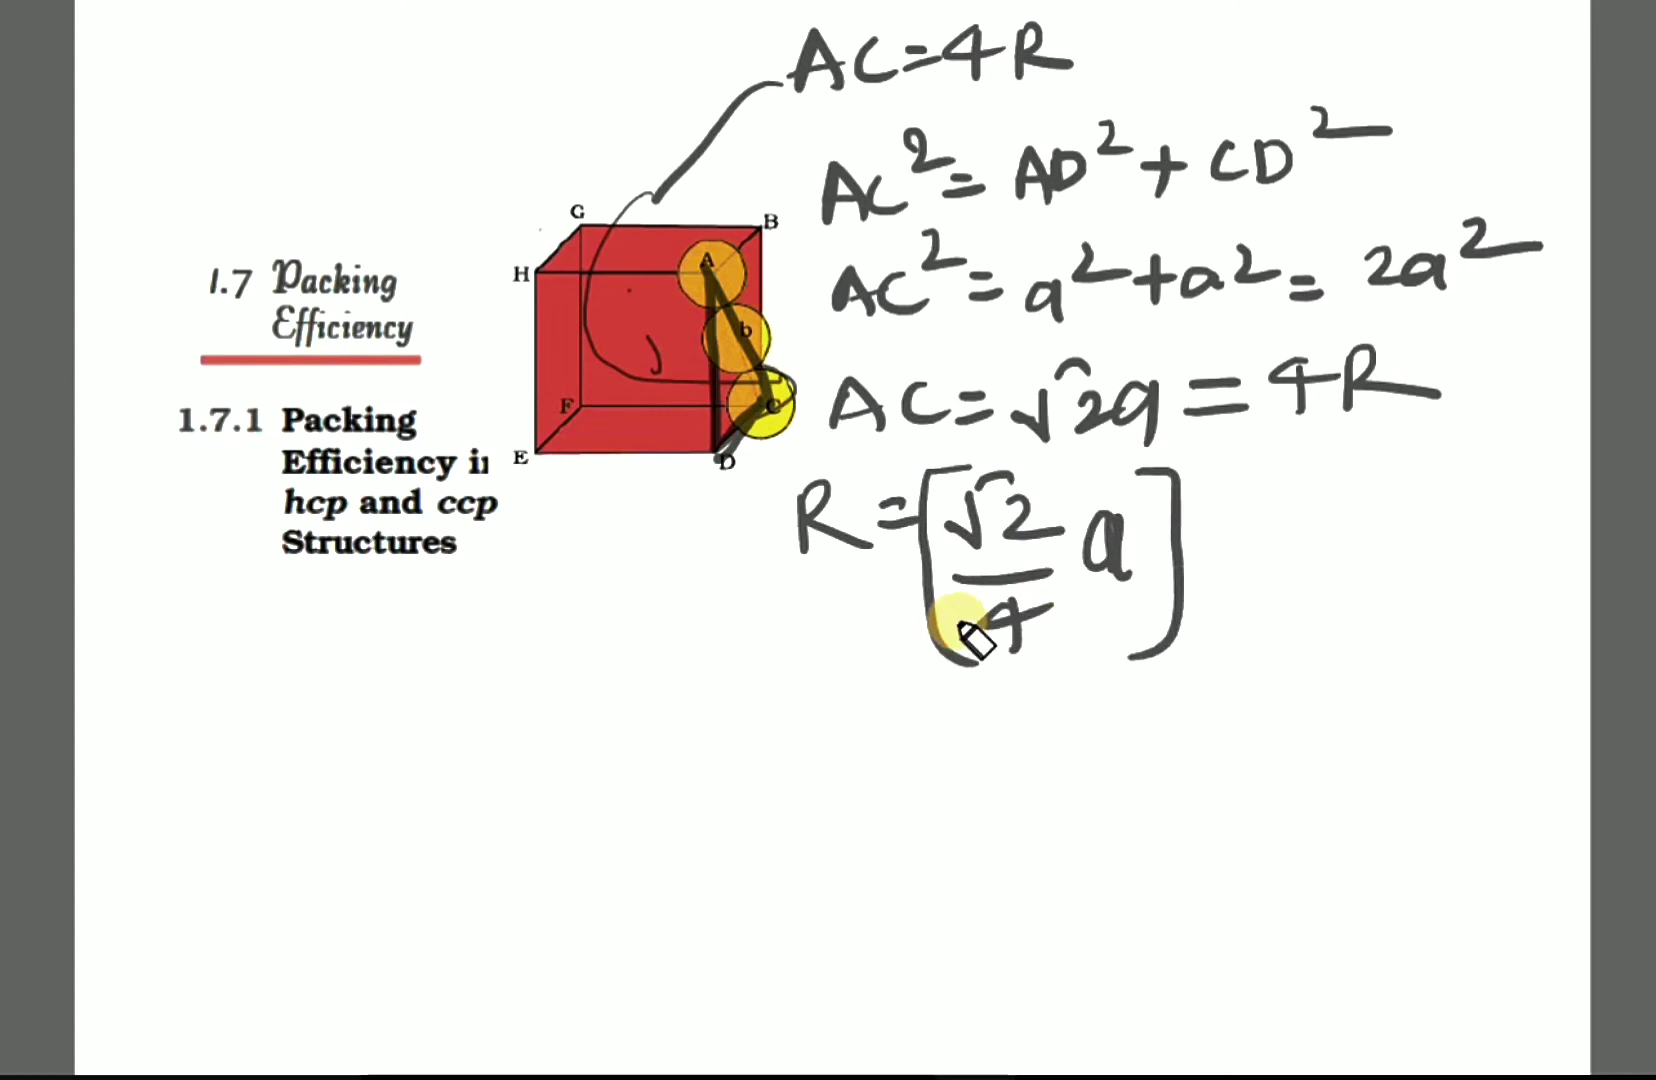 AC=4R
AC²= AD²+CD²
AC²= a²+a²= 2a²
AC=√2a=4R
R=[√2/4 a]
1.7 Packing
Efficiency
1.7.1 Packing
Efficiency in
hcp and ccp
Structures
G
B
H
A
b
F
C
E
D